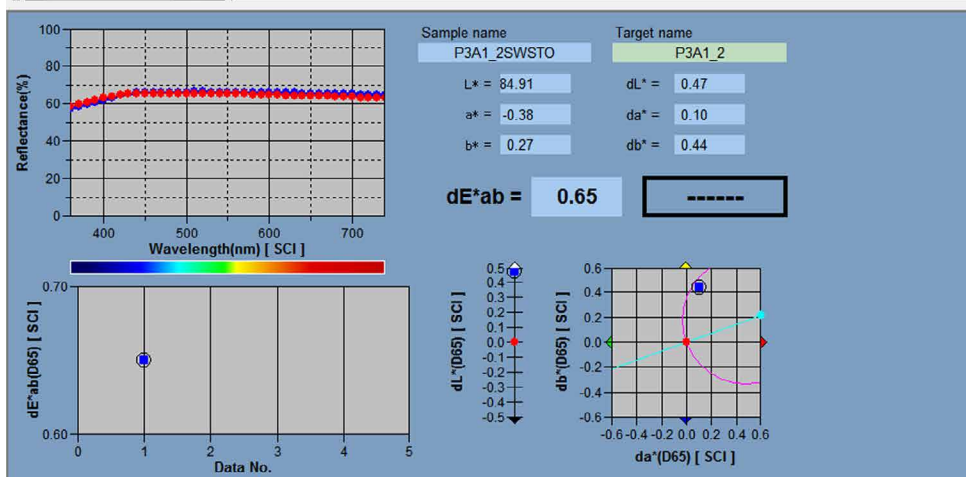 Sample name
Target name
P3A1_2SWSTO
P3A1_2
L* = 84.91
dL* = 0.47
a* = -0.38
da* = 0.10
b* = 0.27
db* = 0.44
dE*ab = 0.65
------
Reflectance(%)
100
80
60
40
20
0
400 500 600 700
Wavelength(nm) [ SCI ]
dE*ab(D65) [ SCI ]
0.70
0.60
0 1 2 3 4 5
Data No.
dL*(D65) [ SCI ]
0.5
0.4
0.3
0.2
0.1
0.0
-0.1
-0.2
-0.3
-0.4
-0.5
db*(D65) [ SCI ]
0.6
0.4
0.2
0.0
-0.2
-0.4
-0.6
-0.6 -0.4 -0.2 0.0 0.2 0.4 0.6
da*(D65) [ SCI ]